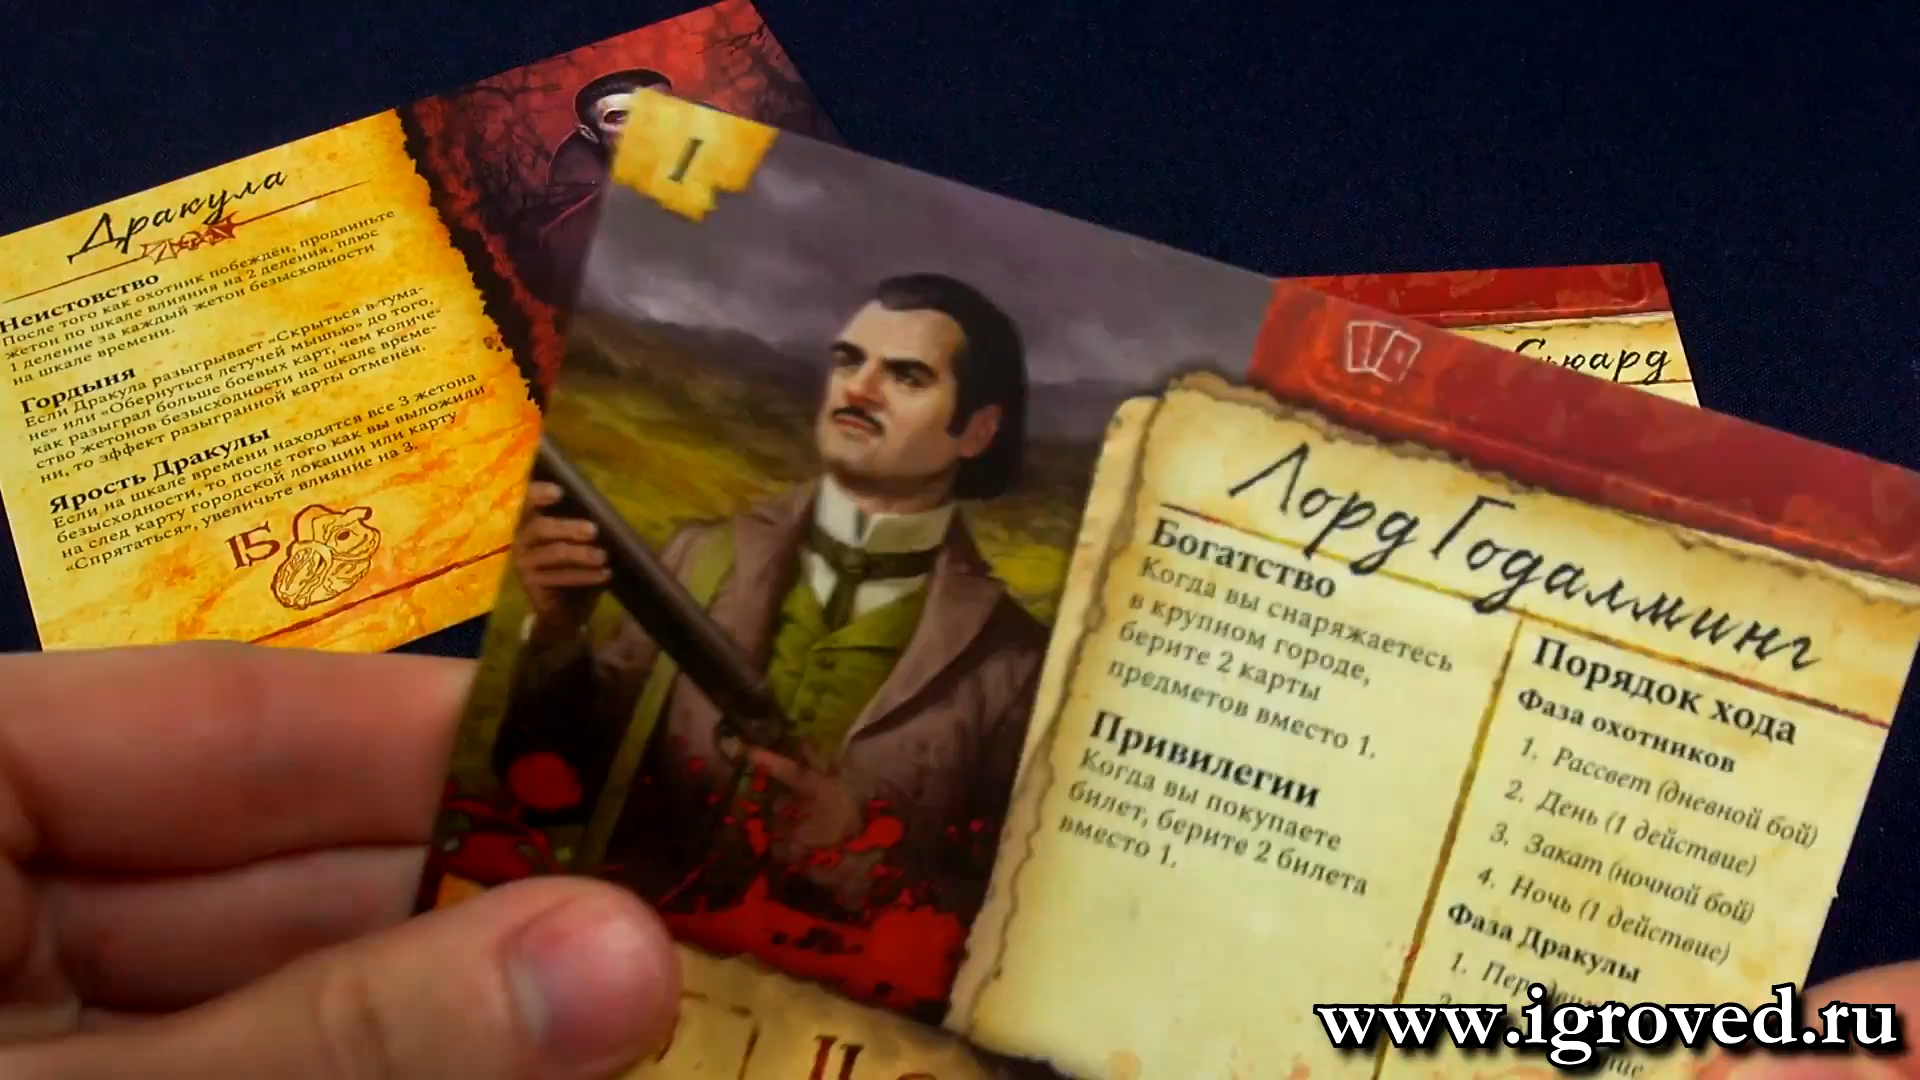 Дракула
Неистовство
После того как охотник побеждён, продвиньте
жетон по шкале влияния на 2 деления, плюс
1 деление за каждый жетон безысходности
на шкале времени.
Гордыня
Если Дракула разыгрывает «Скрыться в тума-
не» или «Обернуться летучей мышью» до того,
как разыграл больше боевых карт, чем количе-
ство жетонов безысходности на шкале време-
ни, то эффект разыгранной карты отменён.
Ярость Дракулы
Если на шкале времени находятся все 3 жетона
безысходности, то после того как вы выложили
на след карту городской локации или карту
«Спрятаться», увеличьте влияние на 3.
15
I
Сьюард
Лорд Годалминг
Богатство
Когда вы снаряжаетесь
в крупном городе,
берите 2 карты
предметов вместо 1.
Привилегии
Когда вы покупаете
билет, берите 2 билета
вместо 1.
Порядок хода
Фаза охотников
1. Рассвет (дневной бой)
2. День (1 действие)
3. Закат (ночной бой)
4. Ночь (1 действие)
Фаза Дракулы
1.
www.igroved.ru